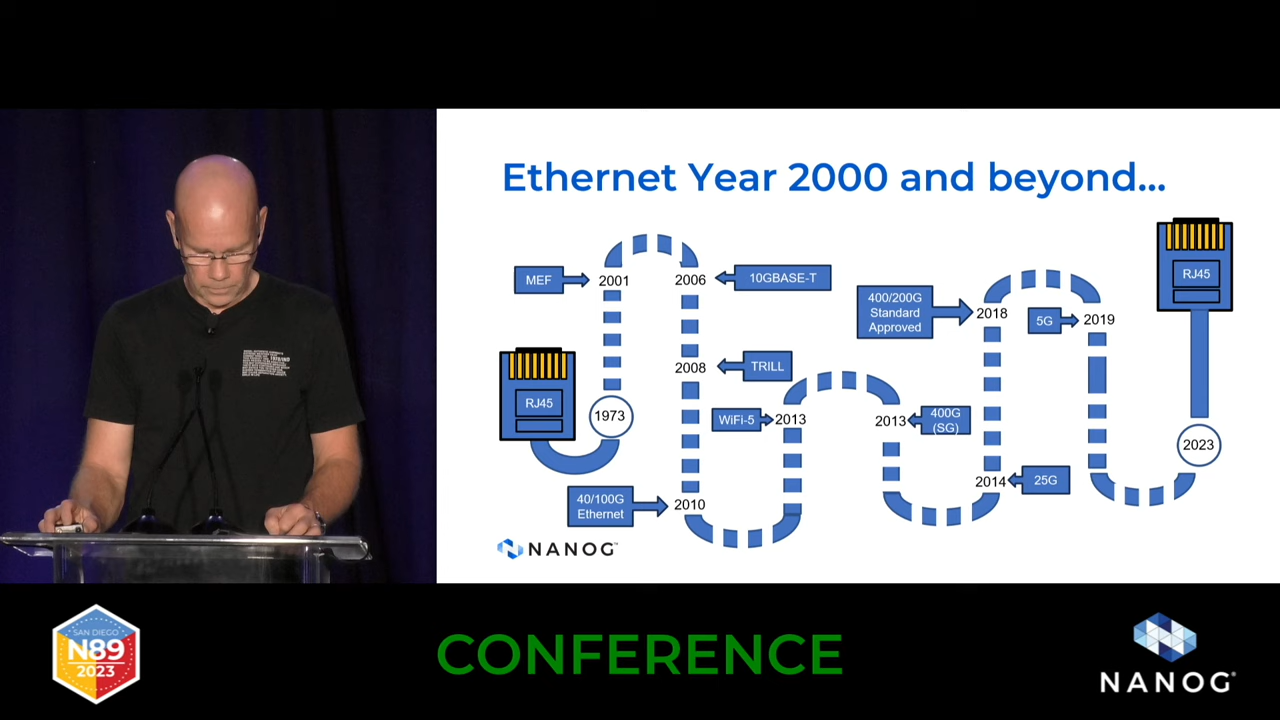 Ethernet Year 2000 and beyond...
MEF
2001
2006
10GBASE-T
400/200G
Standard
Approved
2018
5G
2019
RJ45
2008
TRILL
RJ45
1973
WiFi-5
2013
2013
400G
(SG)
2023
40/100G
Ethernet
2010
2014
25G
NANOG™
SAN DIEGO
N89
2023
CONFERENCE
NANOG®